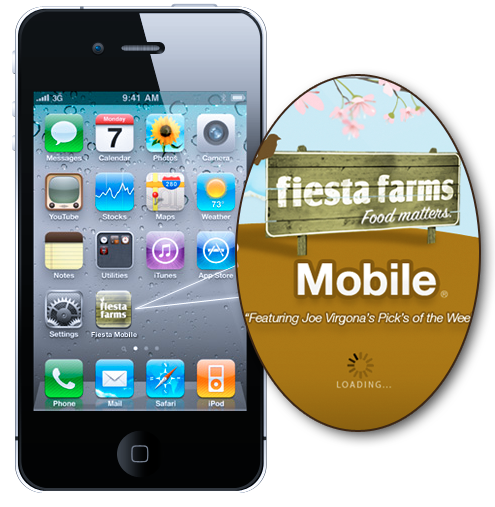 3G 9:41 AM
Monday
7
280
73°
Messages Calendar Photos Camera
YouTube Stocks Maps Weather
Notes Utilities iTunes App Store
fiesta
farms
Settings Fiesta Mobile
Phone Mail Safari iPod
fiesta farms
Food matters.
Mobile®
"Featuring Joe Virgona's Pick's of the Wee
LOADING...